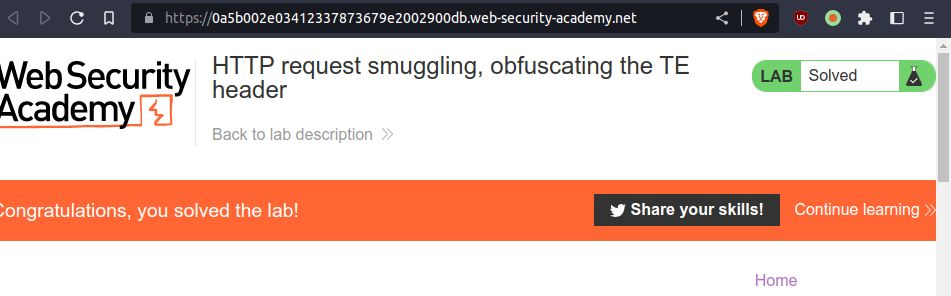 https://0a5b002e03412337873679e2002900db.web-security-academy.net
Web Security
Academy
HTTP request smuggling, obfuscating the TE
header
Back to lab description
LAB Solved
Congratulations, you solved the lab!
Share your skills!
Continue learning
Home